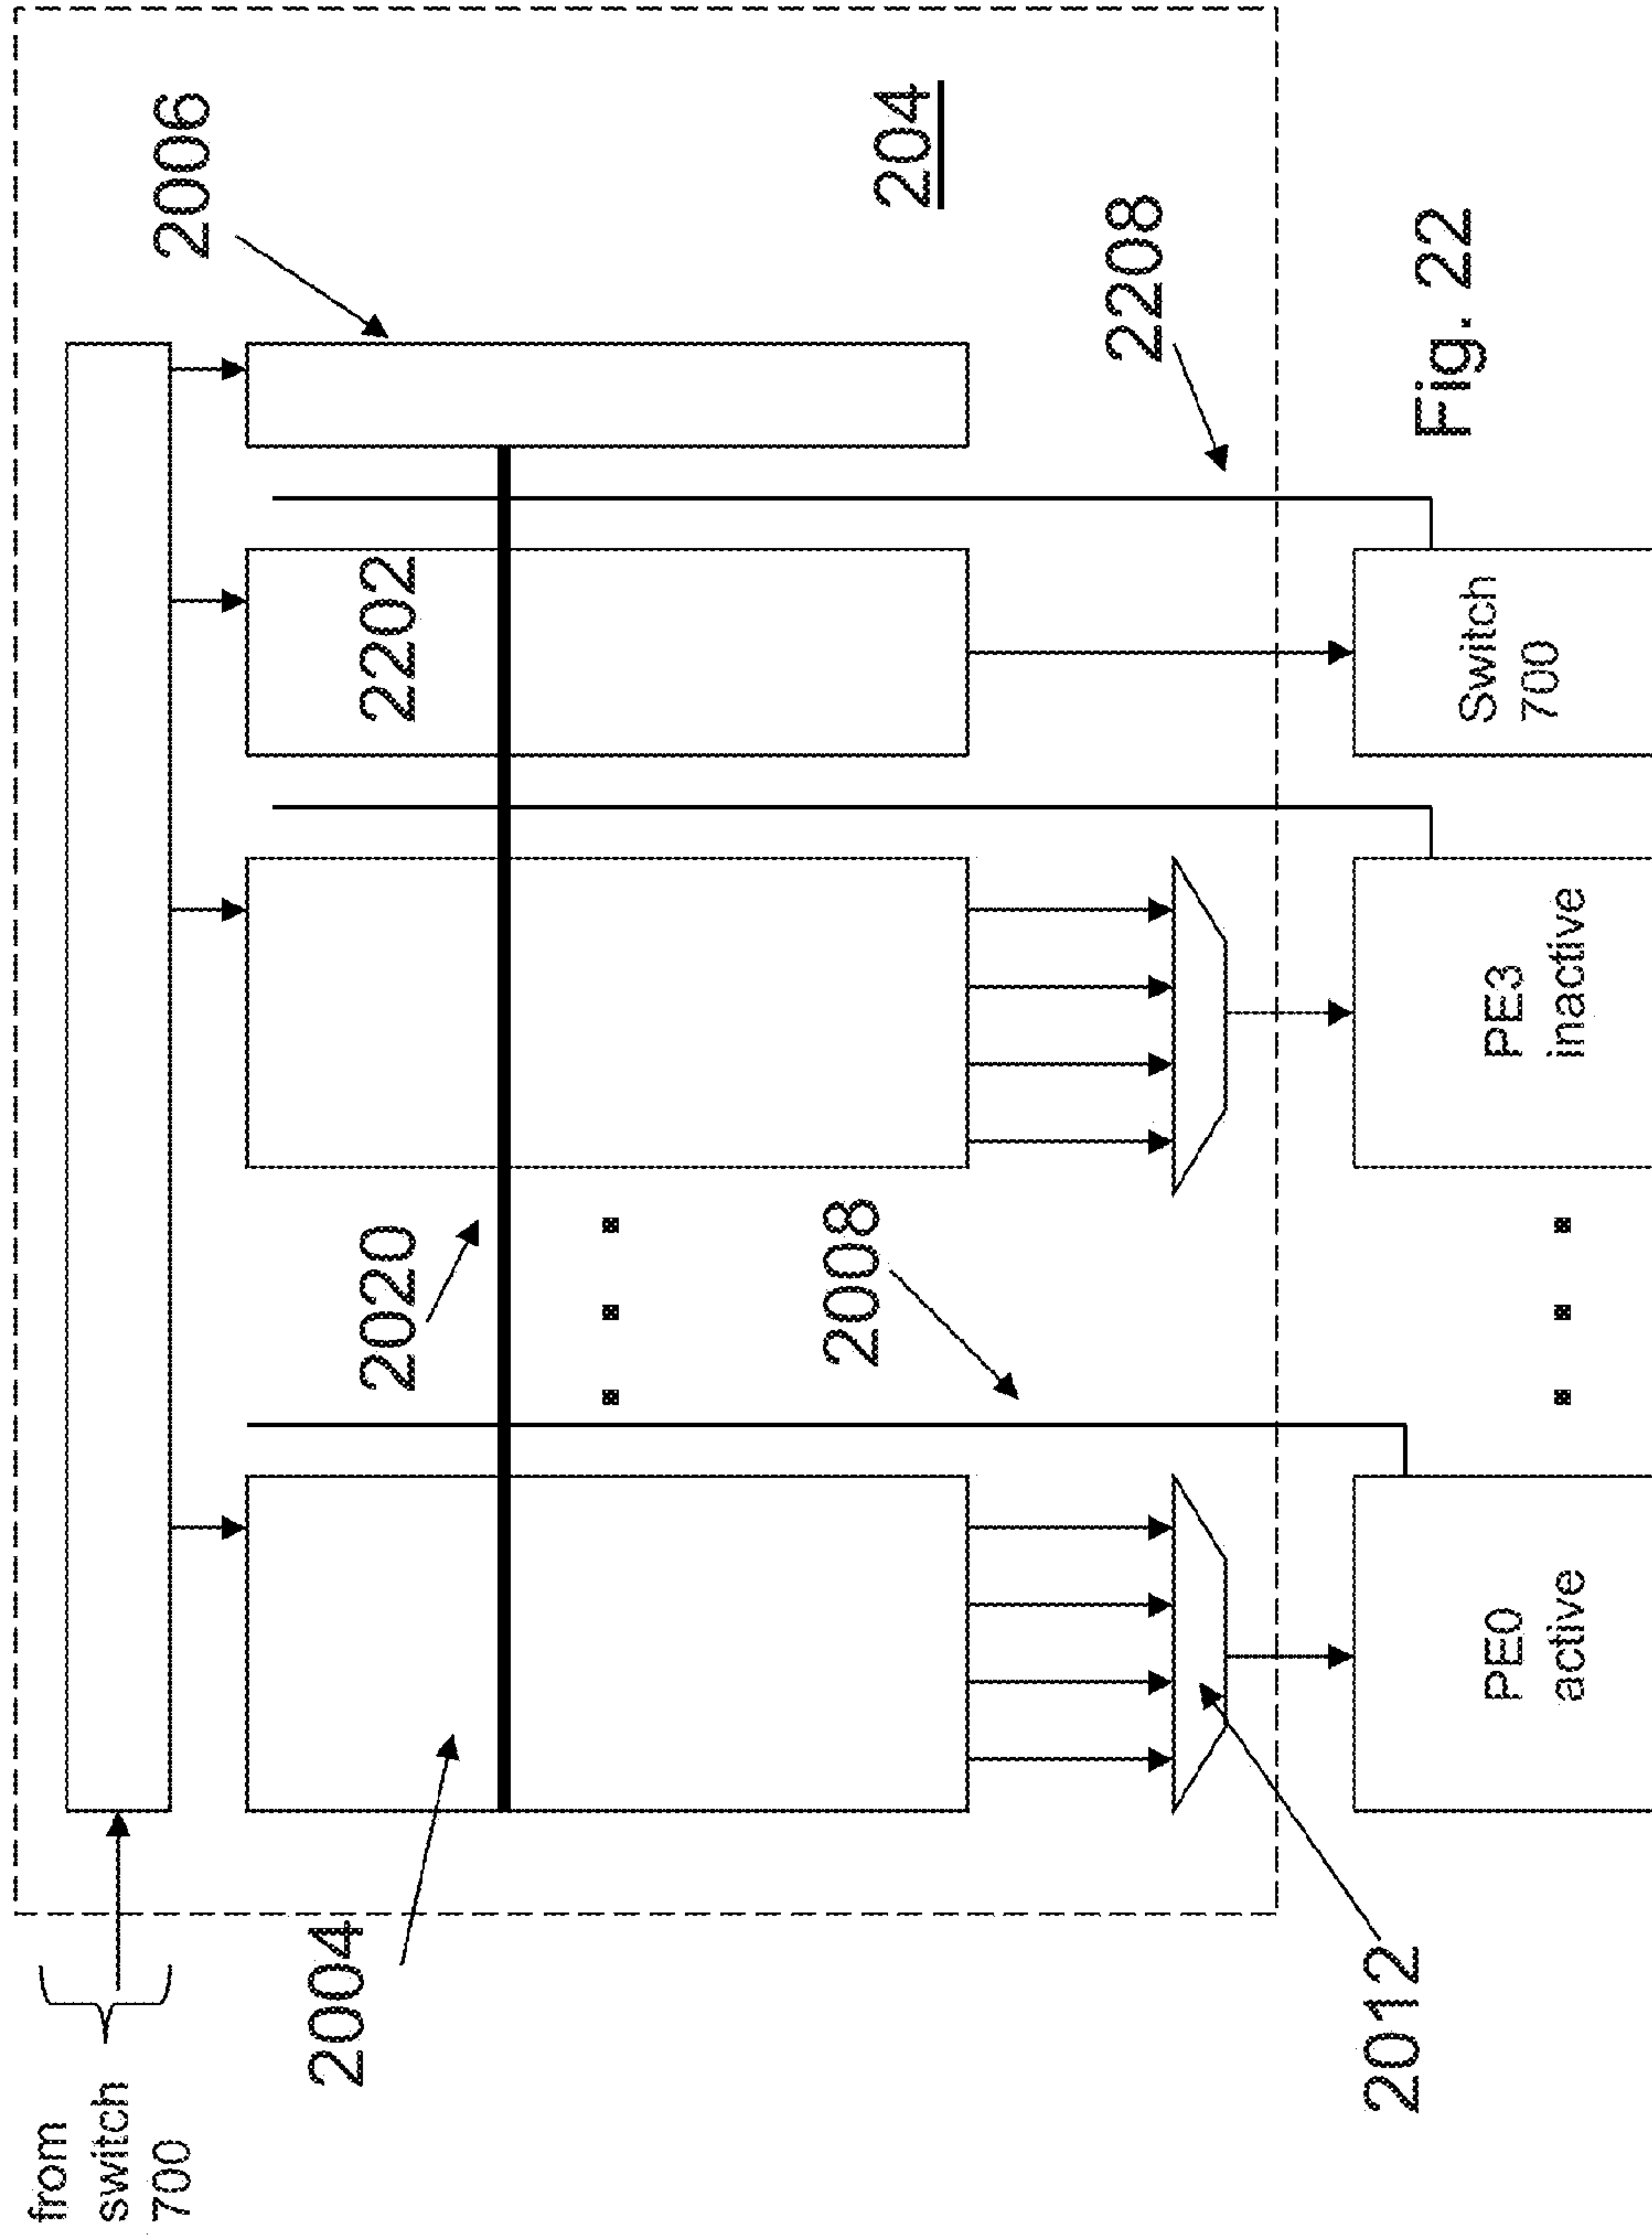 from
switch
700
2006
2004
2020
2202
2008
204
2208
2012
Fig. 22
PE0
active
PE3
inactive
Switch
700